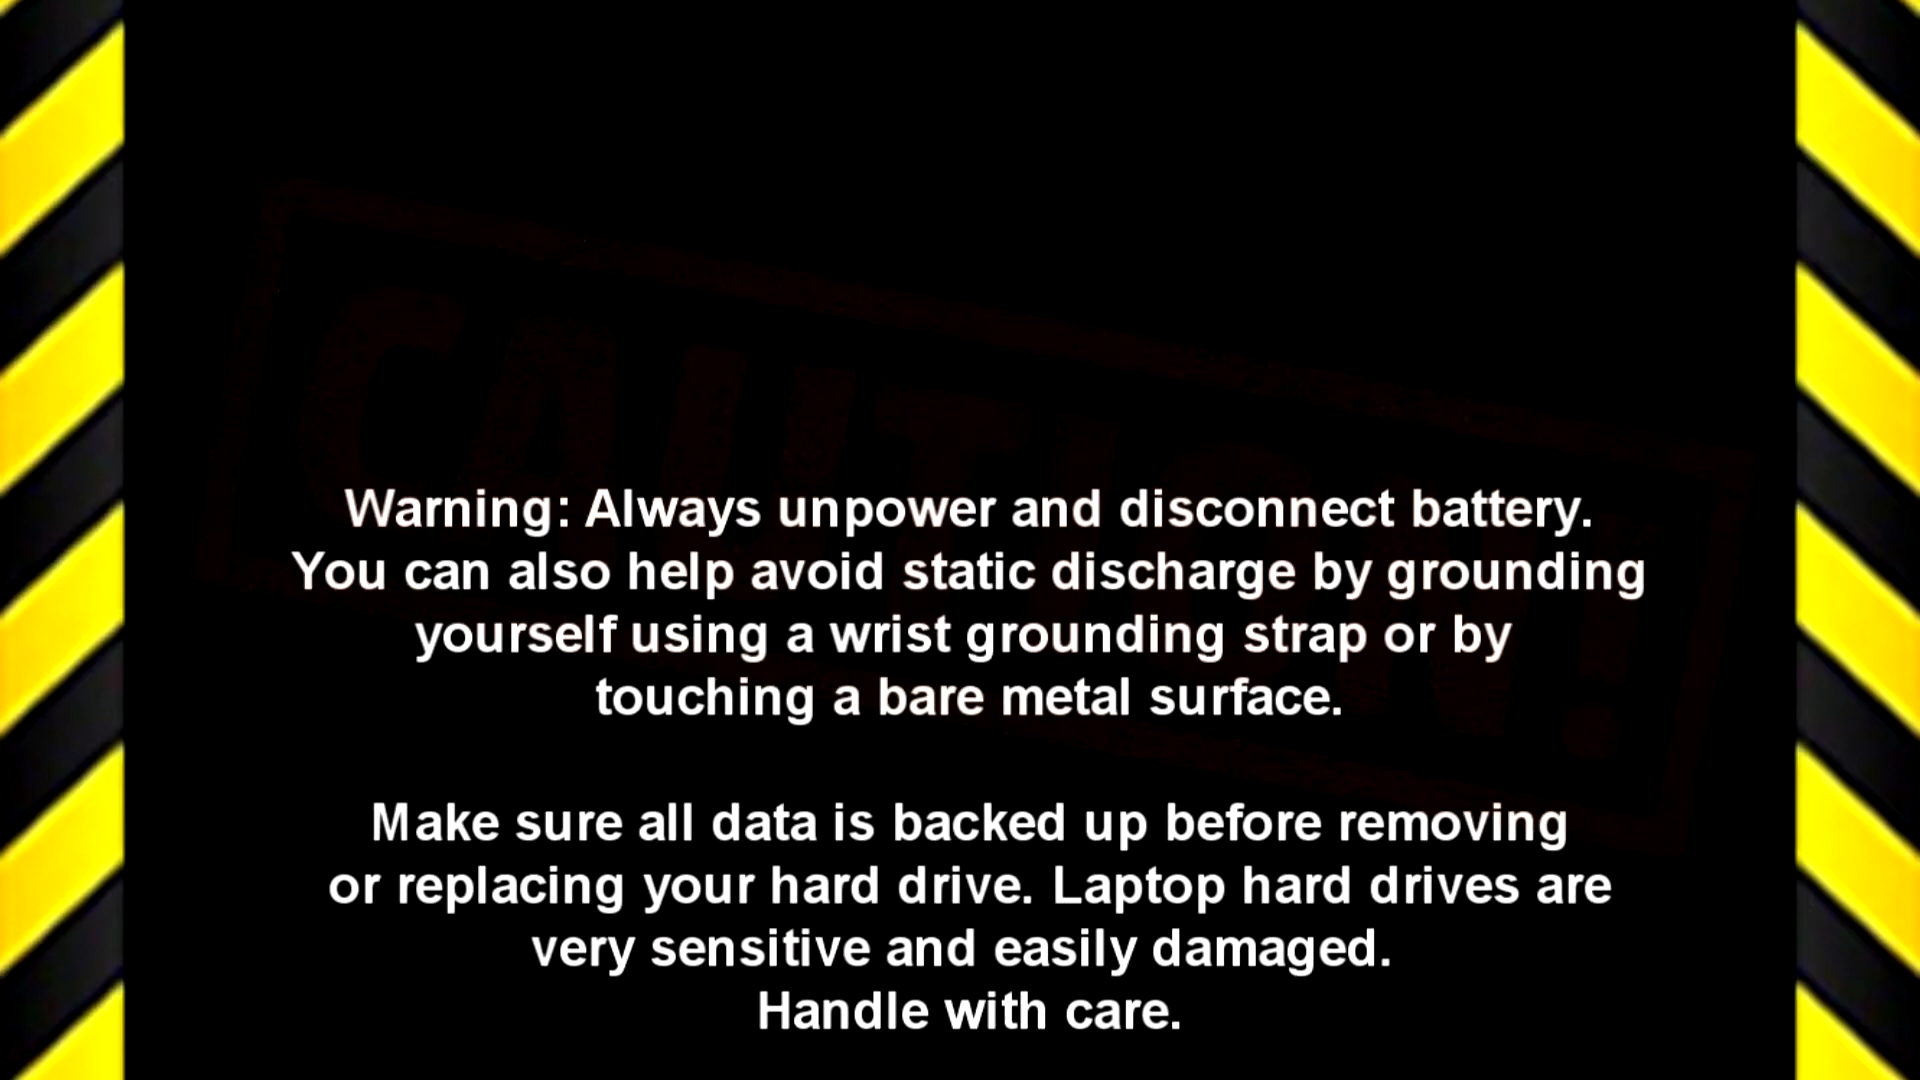 CAUTION!
Warning: Always unpower and disconnect battery.
You can also help avoid static discharge by grounding
yourself using a wrist grounding strap or by
touching a bare metal surface.
Make sure all data is backed up before removing
or replacing your hard drive. Laptop hard drives are
very sensitive and easily damaged.
Handle with care.